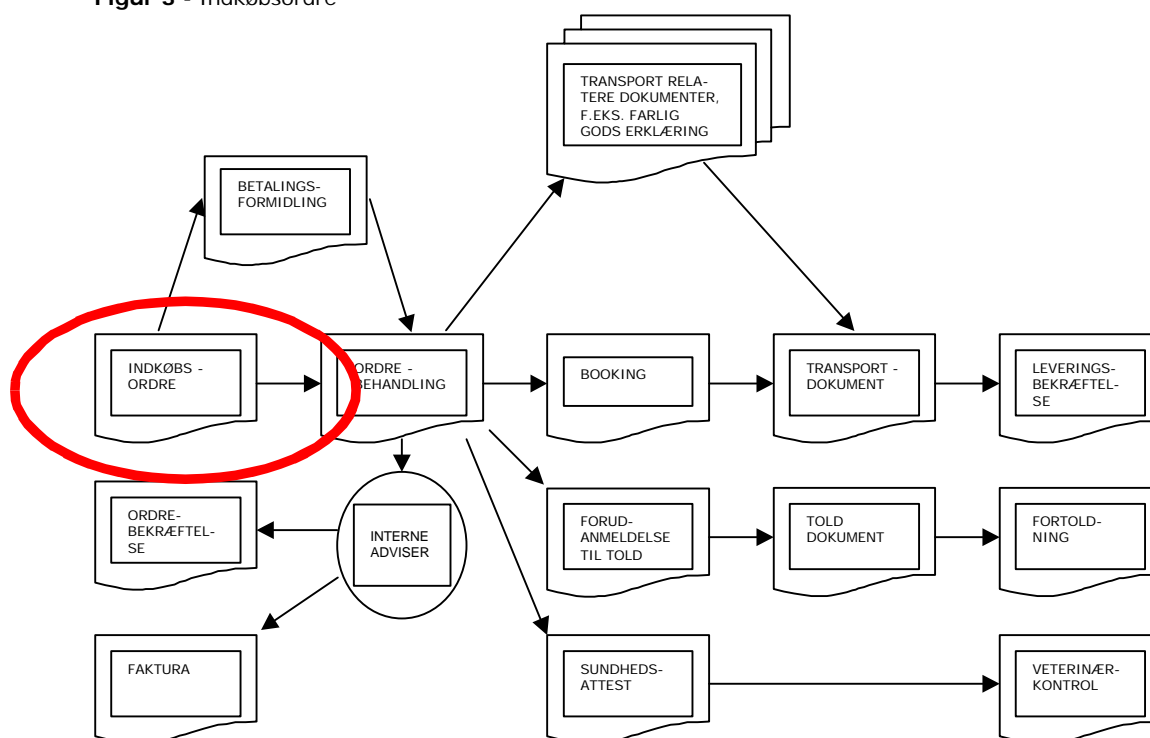 Figur 3 - Indkøbsordre
TRANSPORT RELA-
TERE DOKUMENTER,
F.EKS. FARLIG
GODS ERKLÆRING
BETALINGS-
FORMIDLING
INDKØBS -
ORDRE
ORDRE -
BEHANDLING
BOOKING
TRANSPORT -
DOKUMENT
LEVERINGS-
BEKRÆFTEL-
SE
ORDRE-
BEKRÆFTEL-
SE
INTERNE
ADVISER
FORUD-
ANMELDELSE
TIL TOLD
TOLD
DOKUMENT
FORTOLD-
NING
FAKTURA
SUNDHEDS-
ATTEST
VETERINÆR-
KONTROL